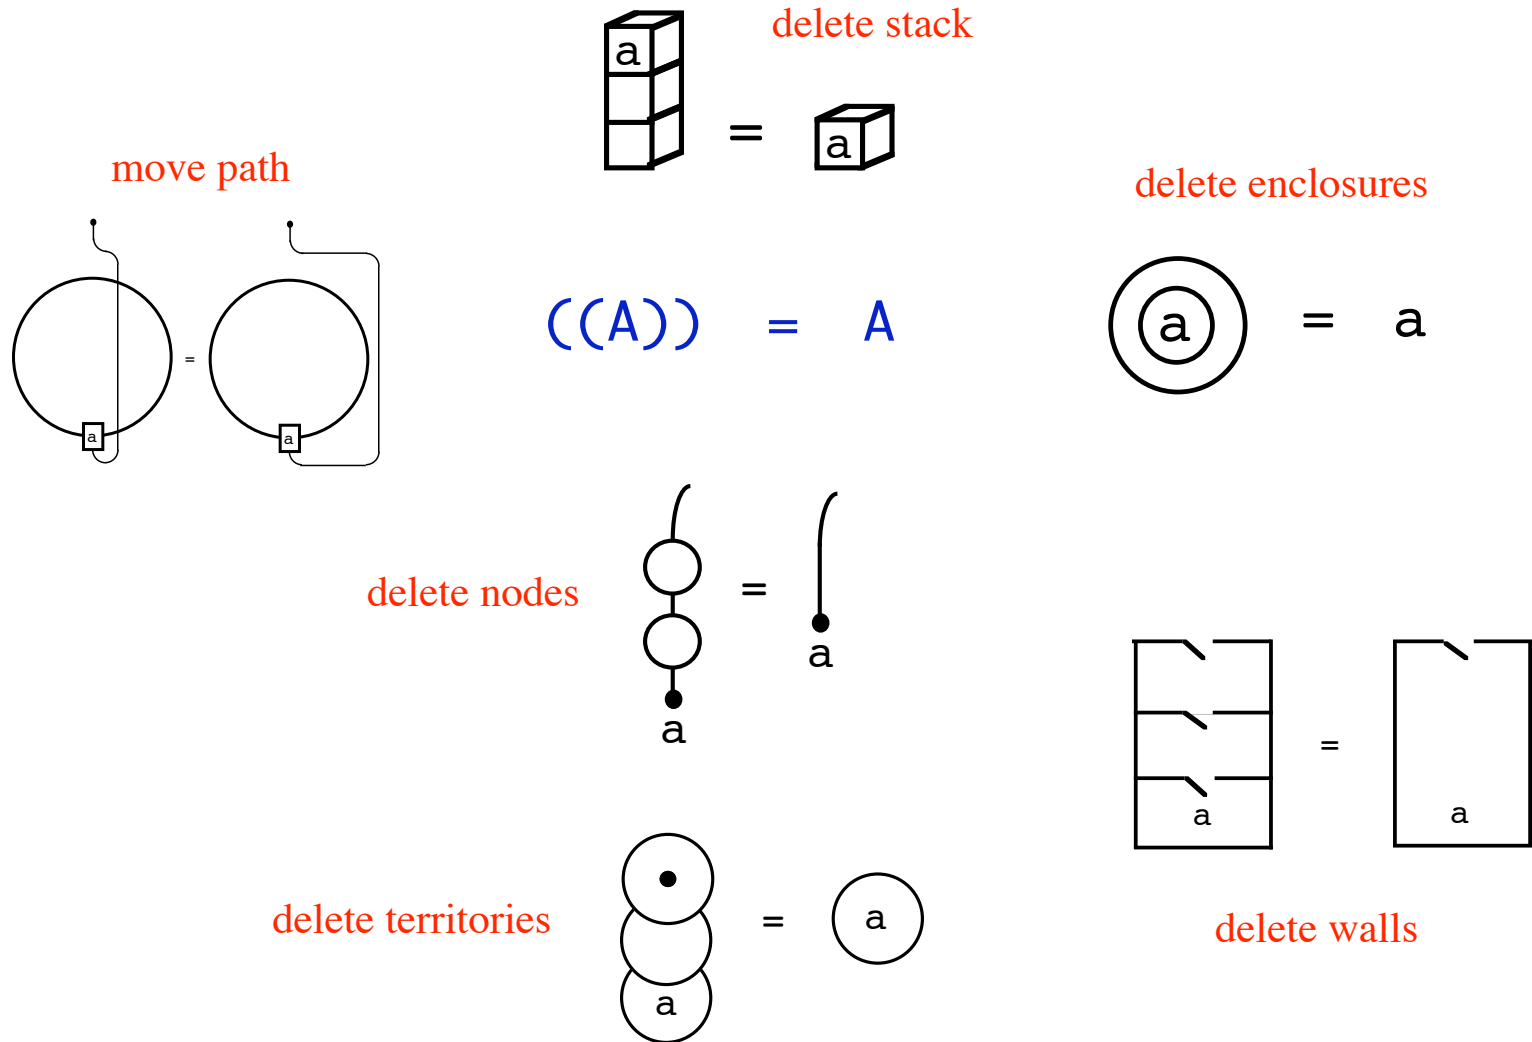 delete stack
a
= a
move path
delete enclosures
((A)) = A
a = a
a = a
delete nodes
=
a
a
=
a a
delete territories
= a
a
delete walls